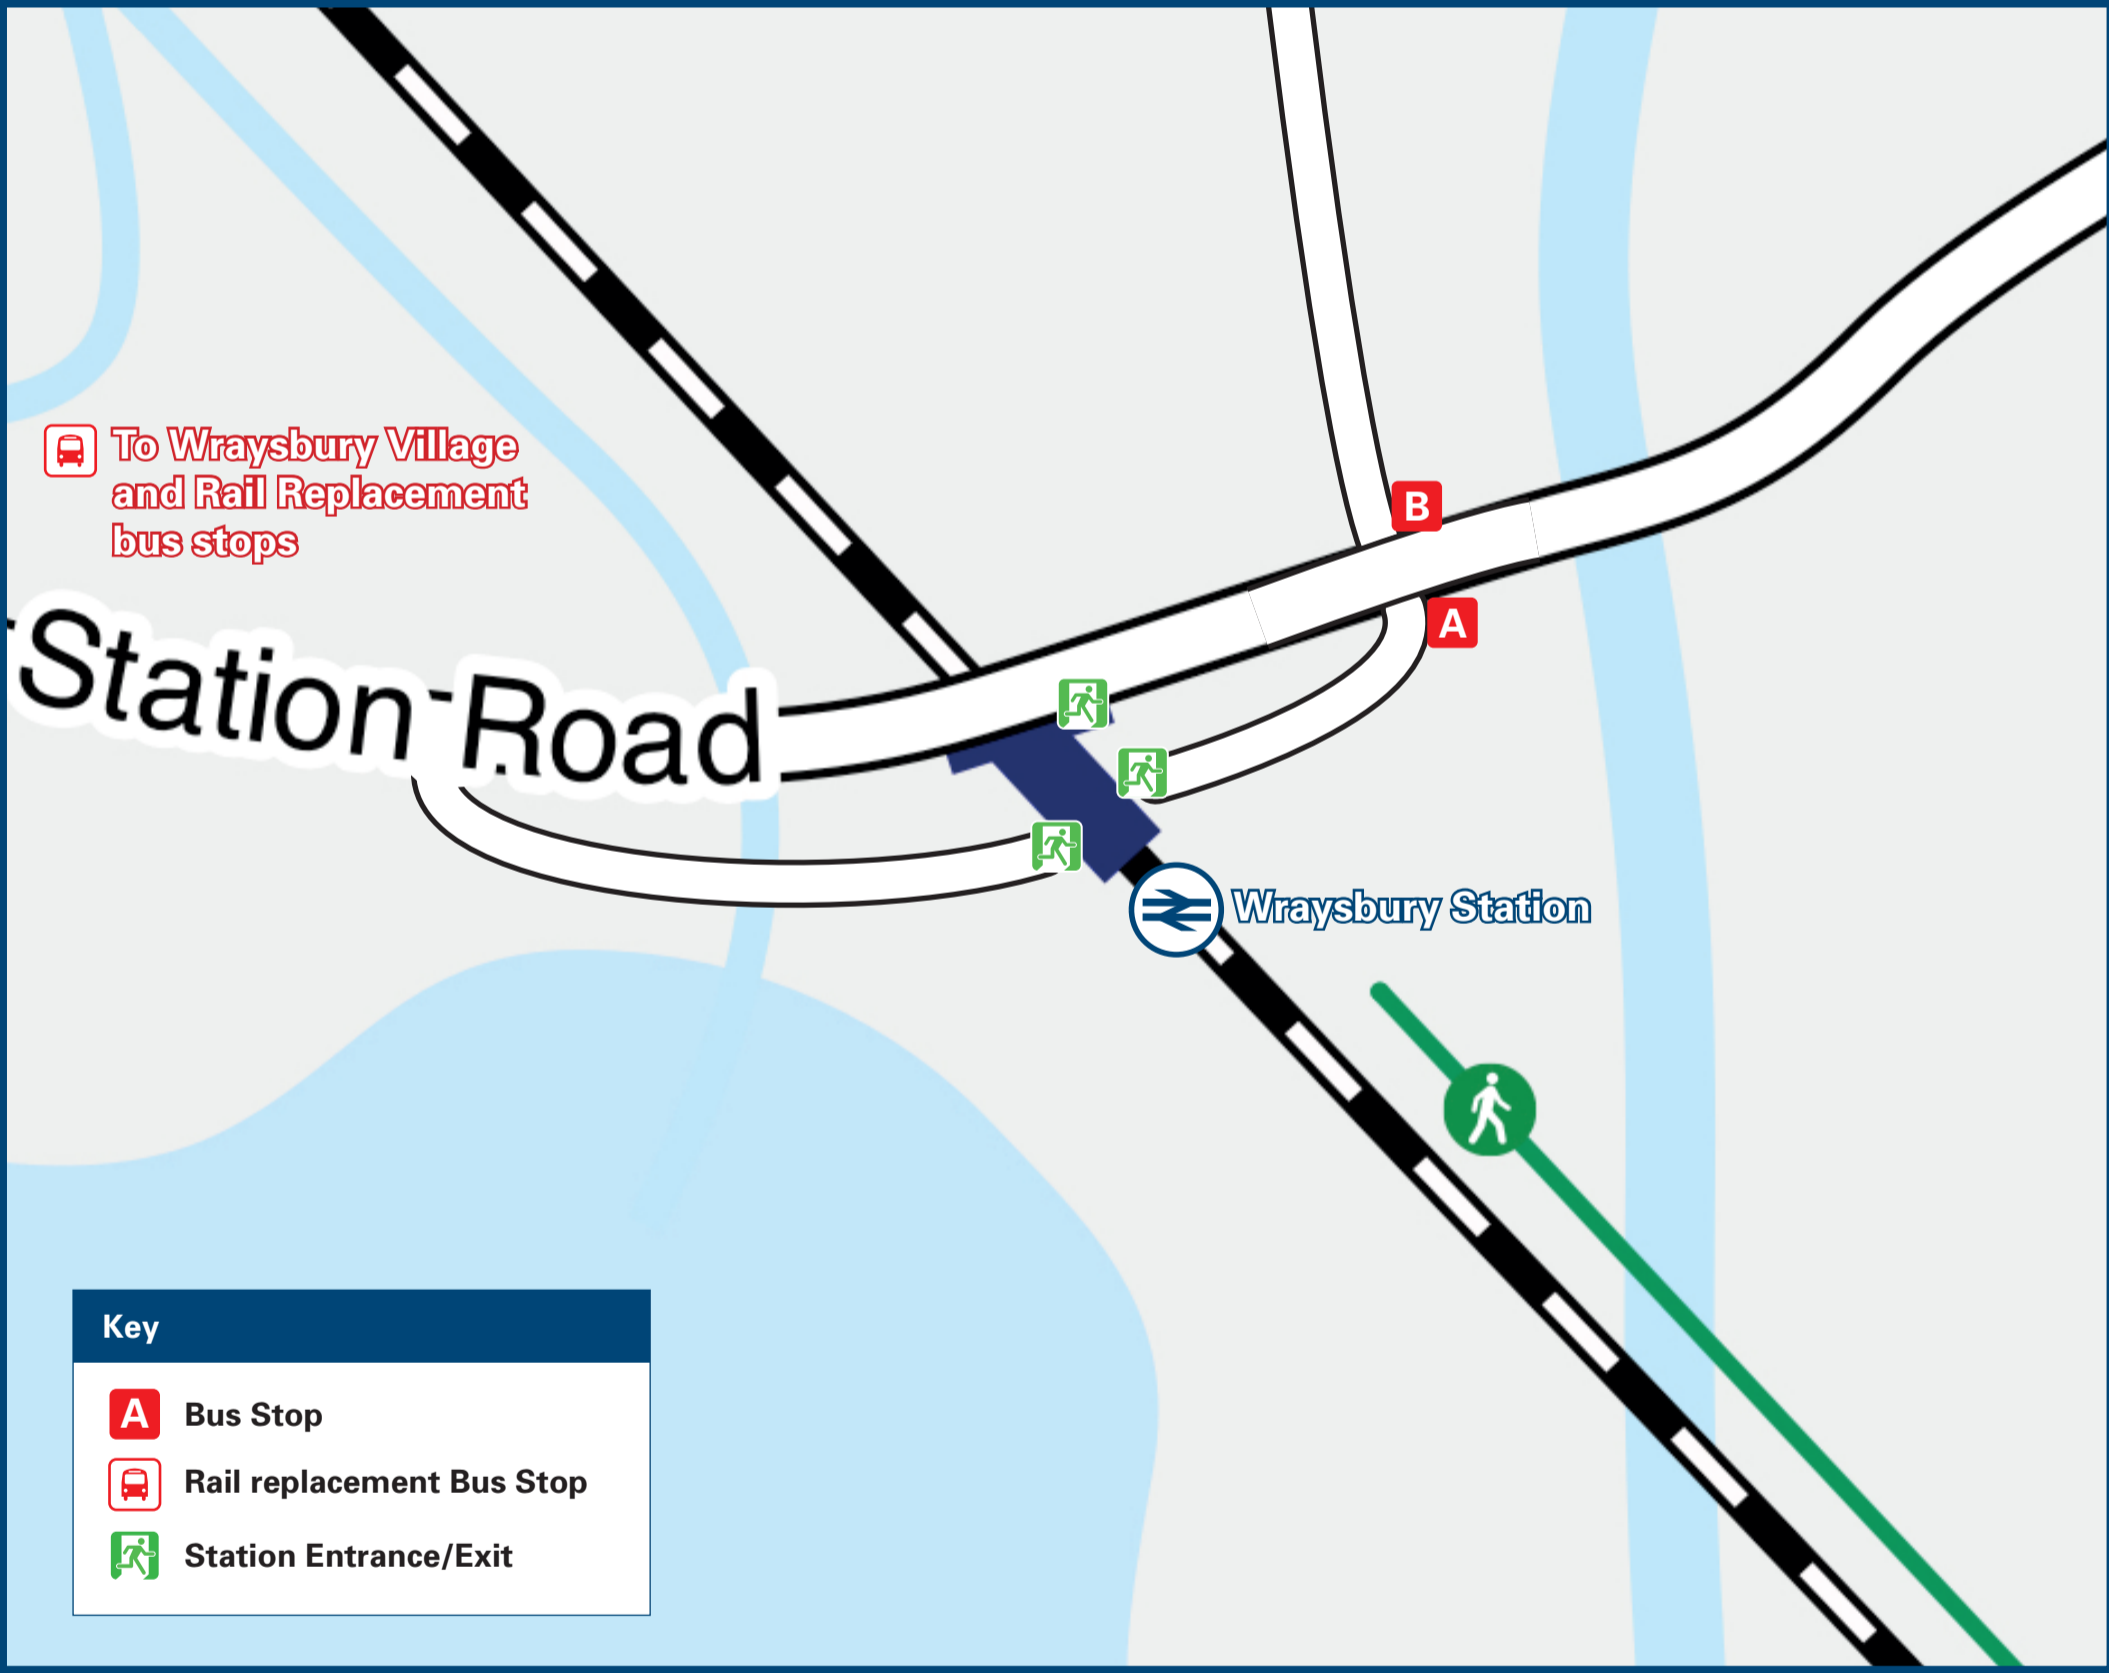 B
To Wraysbury Village
and Rail Replacement
bus stops
A
Station Road
Wraysbury Station
Key
A Bus Stop
Rail replacement Bus Stop
Station Entrance/Exit